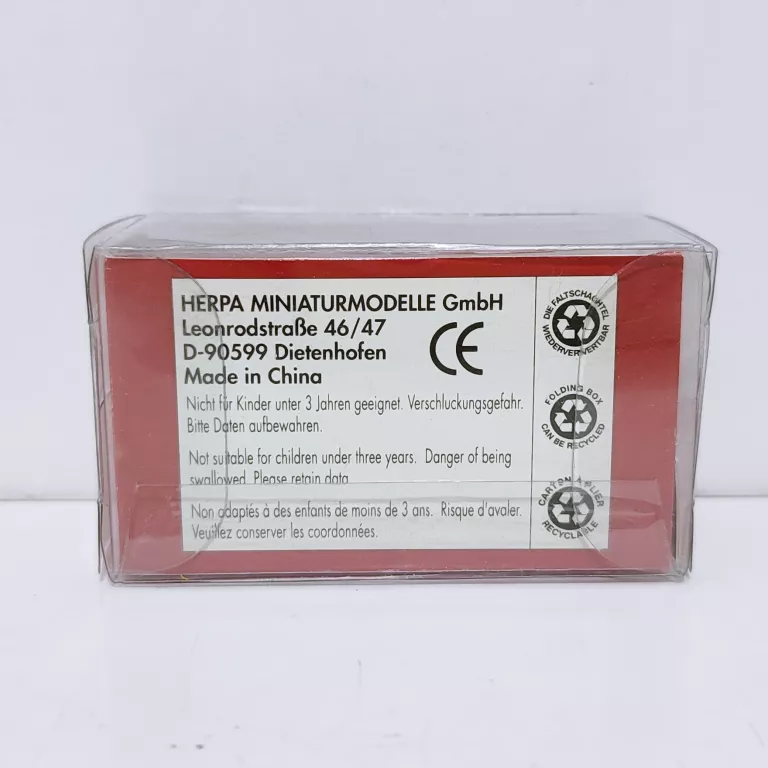 HERPA MINIATURMODELLE GmbH
Leonrodstraße 46/47
D-90599 Dietenhofen
Made in China
CE
Nicht für Kinder unter 3 Jahren geeignet. Verschluckungsgefahr.
Bitte Daten aufbewahren.
Not suitable for children under three years. Danger of being
swallowed. Please retain data.
Non adaptés à des enfants de moins de 3 ans. Risque d'avaler.
Veuillez conserver les coordonnées.
DIE FALTSCHACHTEL
WIEDERVERWERTBAR
FOLDING BOX
CAN BE RECYCLED
CARTON A PLIER
RECYCLABLE